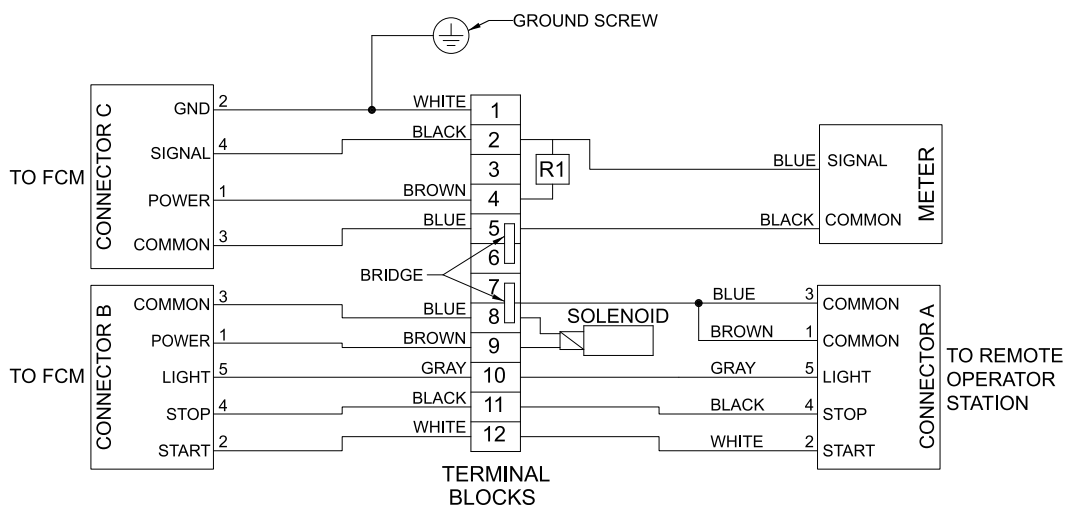 GROUND SCREW
TO FCM
CONNECTOR C
GND 2
SIGNAL 4
POWER 1
COMMON 3
WHITE
BLACK
BROWN
BLUE
1
2
3
4
5
6
7
8
9
10
11
12
R1
BLUE
BLACK
SIGNAL
COMMON
METER
BRIDGE
TO FCM
CONNECTOR B
COMMON 3
POWER 1
LIGHT 5
STOP 4
START 2
BLUE
BROWN
GRAY
BLACK
WHITE
SOLENOID
BLUE
BROWN
GRAY
BLACK
WHITE
3 COMMON
1 COMMON
5 LIGHT
4 STOP
2 START
CONNECTOR A
TO REMOTE
OPERATOR
STATION
TERMINAL
BLOCKS